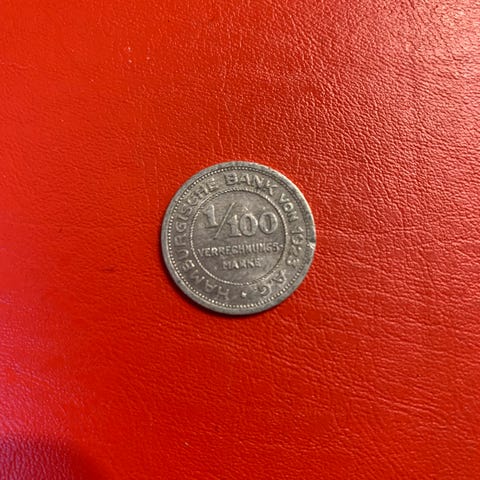 HAMBURGISCHE BANK VON 1923 A.G.
1/100
VERRECHNUNGS-
MARKE